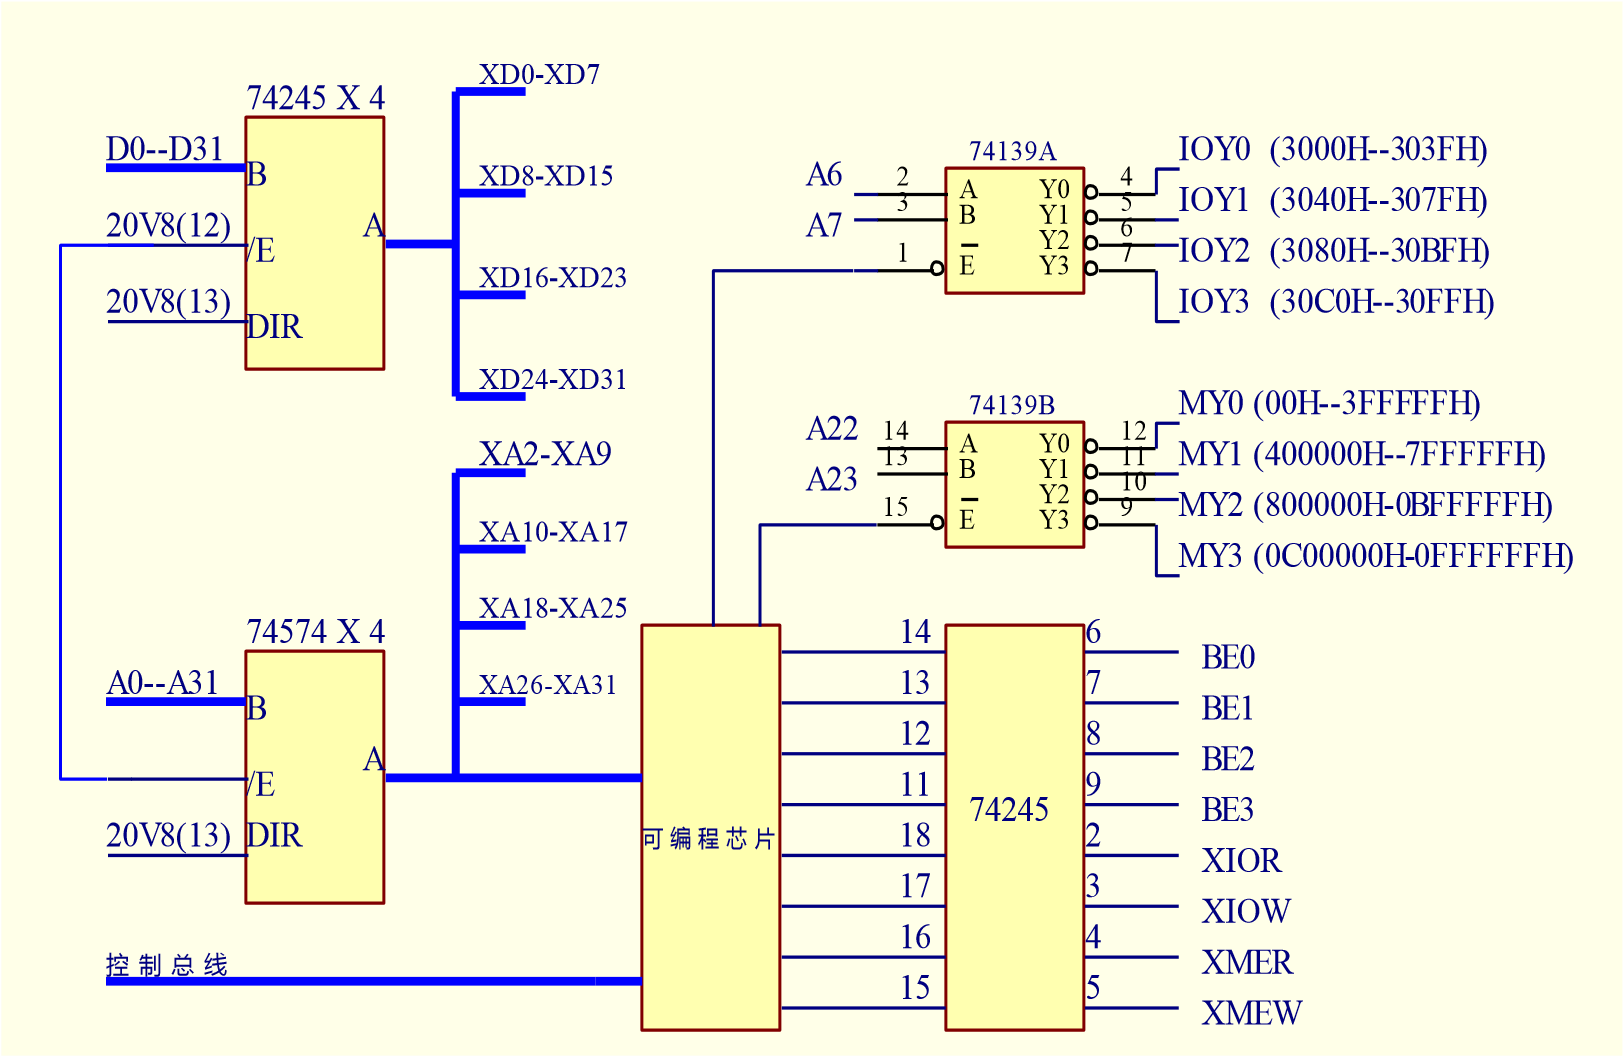 74245 X 4
D0--D31
B
20V8(12)
/E
A
20V8(13)
DIR
XD0-XD7
XD8-XD15
XD16-XD23
XD24-XD31
74139A
A6
2
A
A7
3
B
1
E
Y0
4
Y1
5
Y2
6
Y3
7
IOY0 (3000H--303FH)
IOY1 (3040H--307FH)
IOY2 (3080H--30BFH)
IOY3 (30C0H--30FFH)
74139B
A22
14
A
A23
13
B
15
E
Y0
12
Y1
11
Y2
10
Y3
9
MY0 (00H--3FFFFFH)
MY1 (400000H--7FFFFFH)
MY2 (800000H-0BFFFFFH)
MY3 (0C00000H-0FFFFFFH)
XA2-XA9
XA10-XA17
XA18-XA25
XA26-XA31
74574 X 4
A0--A31
B
A
/E
20V8(13)
DIR
控制总线
可编程芯片
74245
14
6
BE0
13
7
BE1
12
8
BE2
11
9
BE3
18
2
XIOR
17
3
XIOW
16
4
XMER
15
5
XMEW